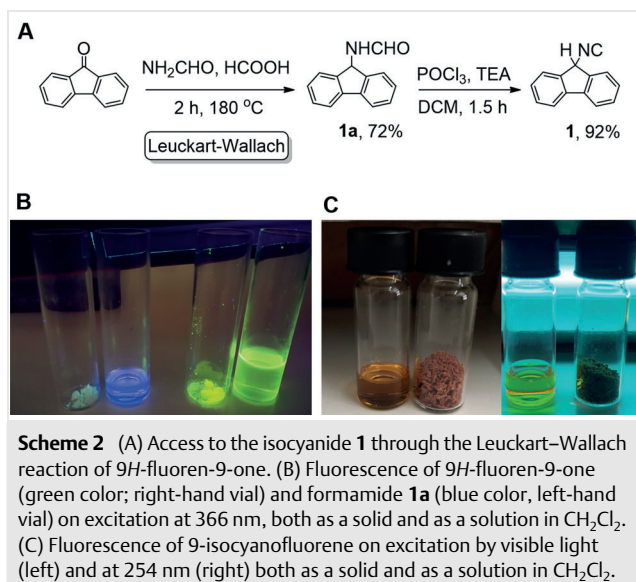 A
O
NH₂CHO, HCOOH
2 h, 180 °C
Leuckart-Wallach
NHCHO
1a, 72%
POCl₃, TEA
DCM, 1.5 h
H NC
1, 92%
B
C
Scheme 2 (A) Access to the isocyanide 1 through the Leuckart–Wallach
reaction of 9H-fluoren-9-one. (B) Fluorescence of 9H-fluoren-9-one
(green color; right-hand vial) and formamide 1a (blue color, left-hand
vial) on excitation at 366 nm, both as a solid and as a solution in CH₂Cl₂.
(C) Fluorescence of 9-isocyanofluorene on excitation by visible light
(left) and at 254 nm (right) both as a solid and as a solution in CH₂Cl₂.